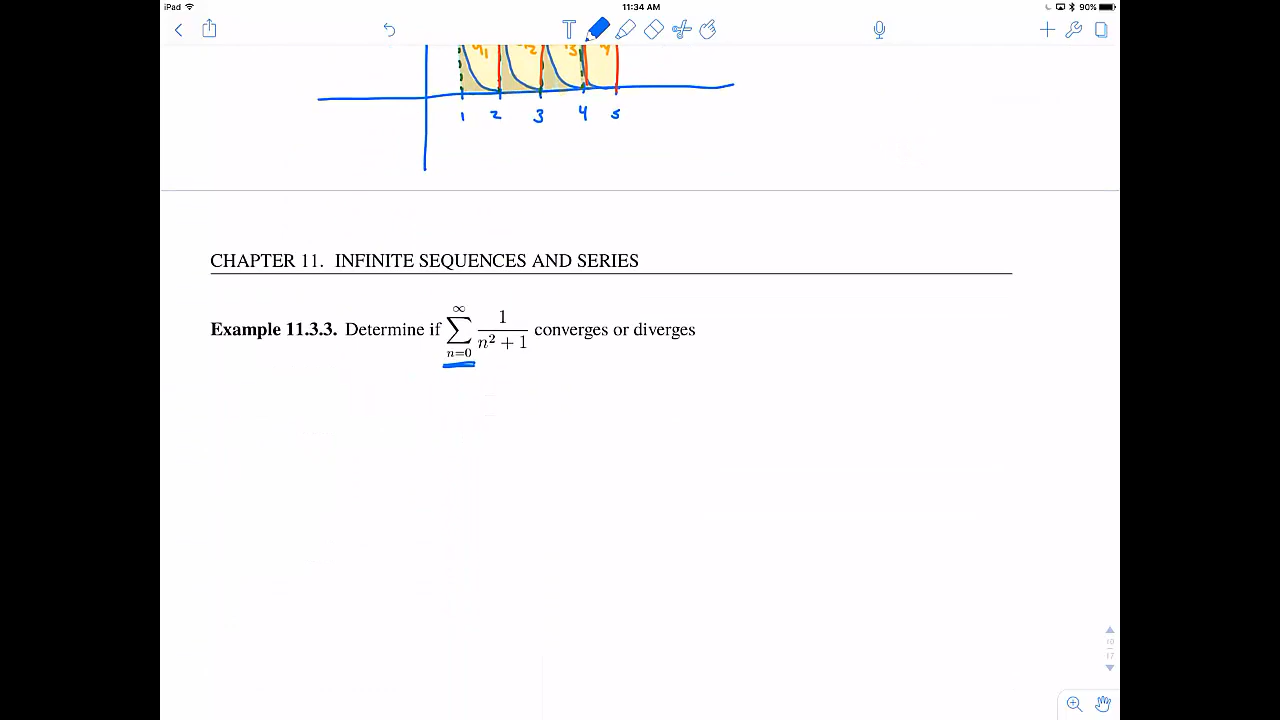 iPad 11:34 AM 90%
T
1 2 3 4 5
CHAPTER 11. INFINITE SEQUENCES AND SERIES
Example 11.3.3. Determine if ∑_{n=0}^{∞} 1/(n² + 1) converges or diverges